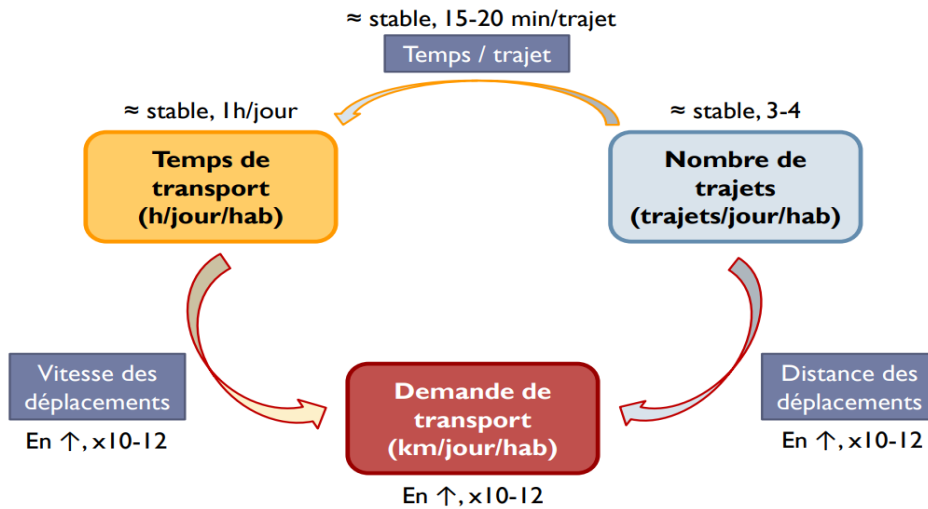 ≈ stable, 15-20 min/trajet
Temps / trajet
≈ stable, 1h/jour
Temps de
transport
(h/jour/hab)
≈ stable, 3-4
Nombre de
trajets
(trajets/jour/hab)
Vitesse des
déplacements
En ↑, x10-12
Demande de
transport
(km/jour/hab)
En ↑, x10-12
Distance des
déplacements
En ↑, x10-12